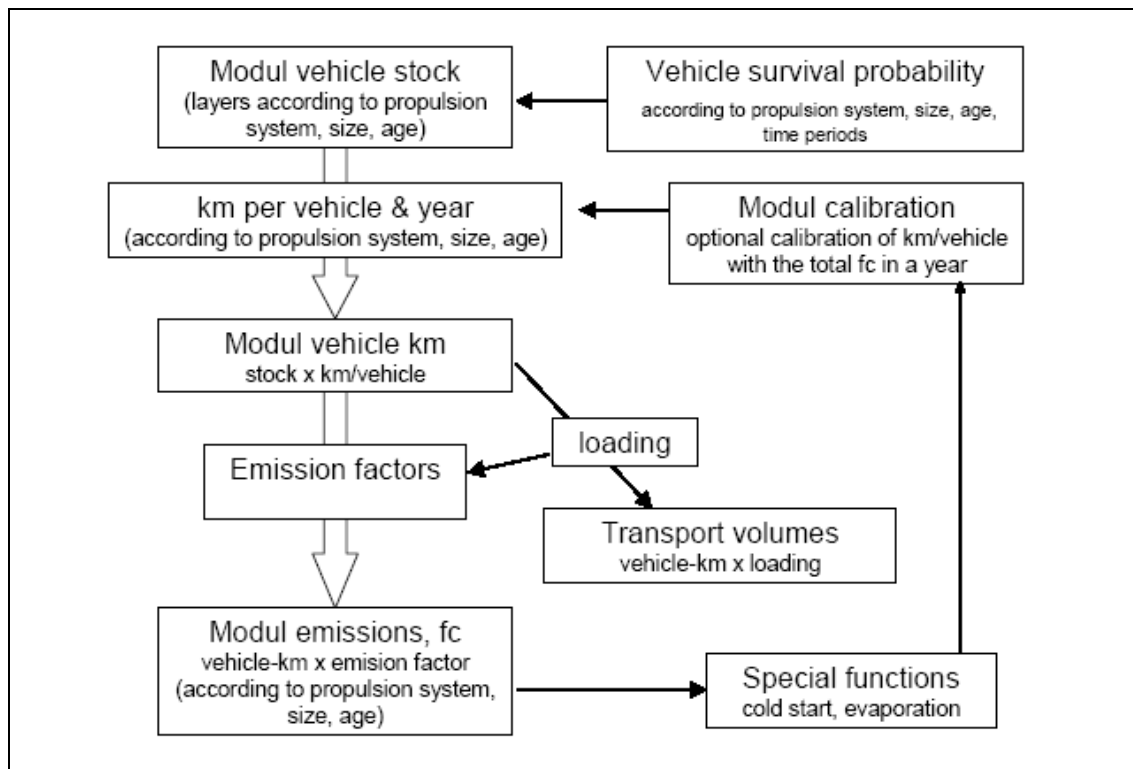 Modul vehicle stock
(layers according to propulsion
system, size, age)
Vehicle survival probability
according to propulsion system, size, age,
time periods
km per vehicle & year
(according to propulsion system, size, age)
Modul calibration
optional calibration of km/vehicle
with the total fc in a year
Modul vehicle km
stock x km/vehicle
loading
Emission factors
Transport volumes
vehicle-km x loading
Modul emissions, fc
vehicle-km x emision factor
(according to propulsion system,
size, age)
Special functions
cold start, evaporation